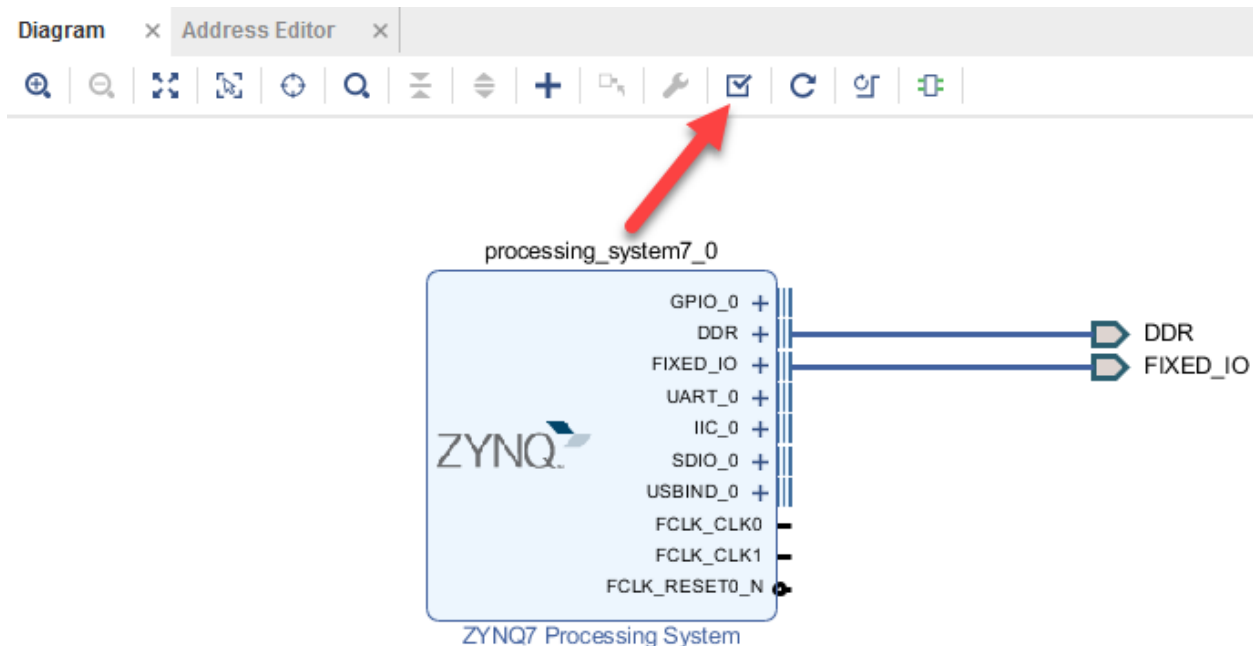 Diagram
Address Editor
processing_system7_0
GPIO_0
DDR
FIXED_IO
UART_0
IIC_0
SDIO_0
USBIND_0
FCLK_CLK0
FCLK_CLK1
FCLK_RESET0_N
ZYNQ
DDR
FIXED_IO
ZYNQ7 Processing System